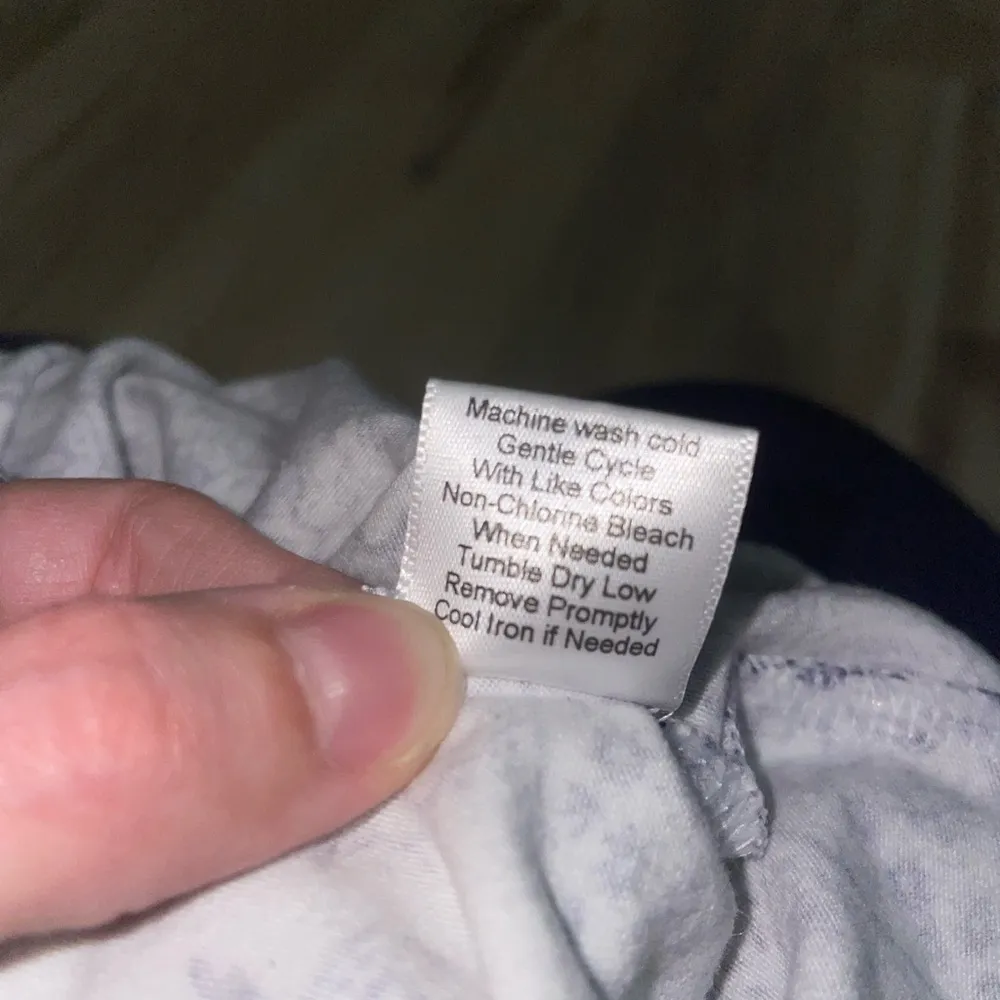 Machine wash cold
Gentle Cycle
With Like Colors
Non-Chlorine Bleach
When Needed
Tumble Dry Low
Remove Promptly
Cool Iron if Needed